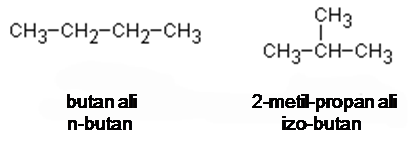 CH3-CH2-CH2-CH3
CH3
CH3-CH-CH3
butan ali
n-butan
2-metil-propan ali
izo-butan